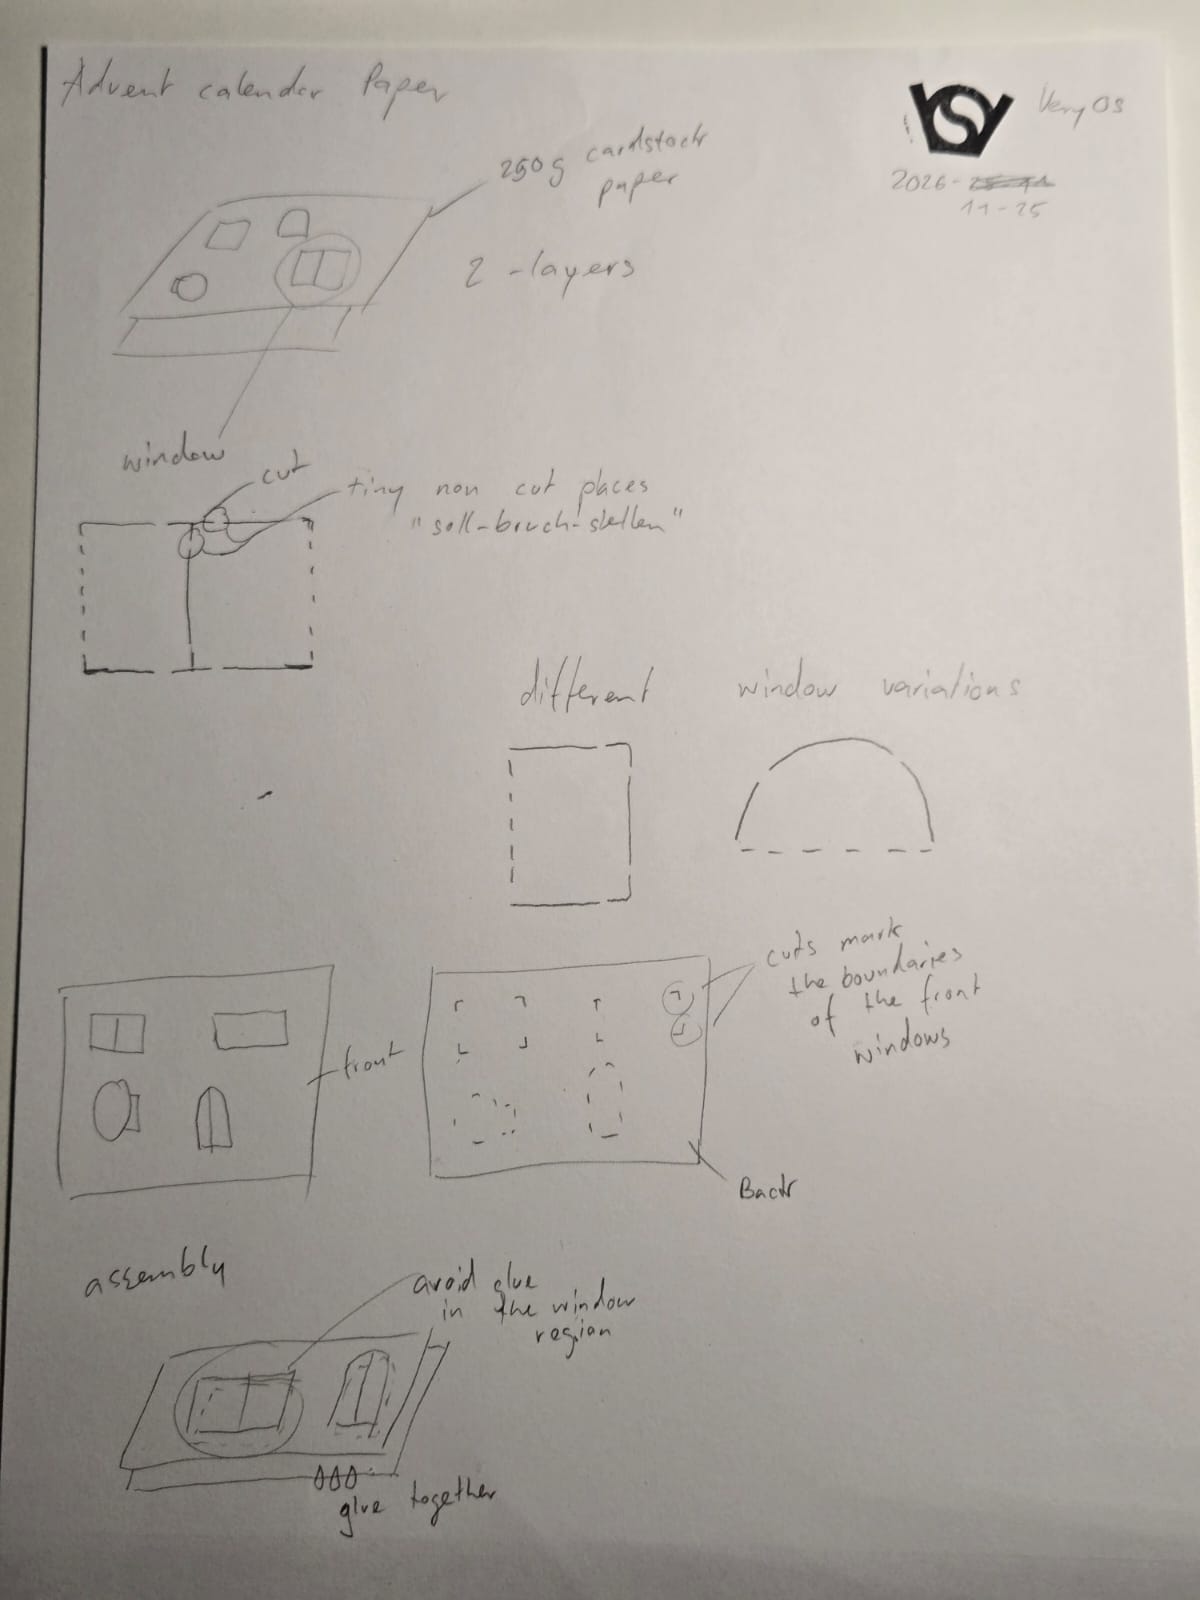 Advent calendar Paper
Very OS
2026-
11-25
250g cardstock
paper
2-layers
window
cut
tiny non cut places
"soll-bruch-stellen"
different window variations
cuts mark
the boundaries
of the front
windows
front
Back
assembly
avoid glue
in the window
region
glue together